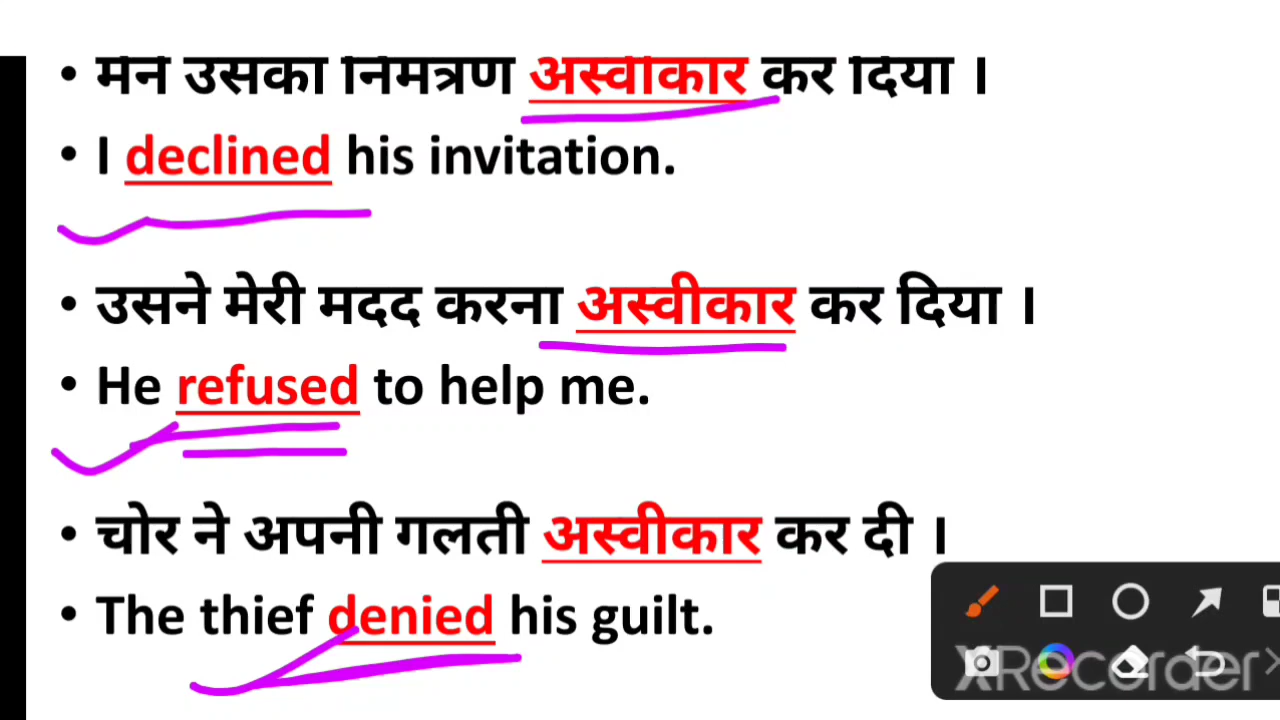 • मैंने उसका निमंत्रण अस्वीकार कर दिया ।
• I declined his invitation.
• उसने मेरी मदद करना अस्वीकार कर दिया ।
• He refused to help me.
• चोर ने अपनी गलती अस्वीकार कर दी ।
• The thief denied his guilt.
XRecorder